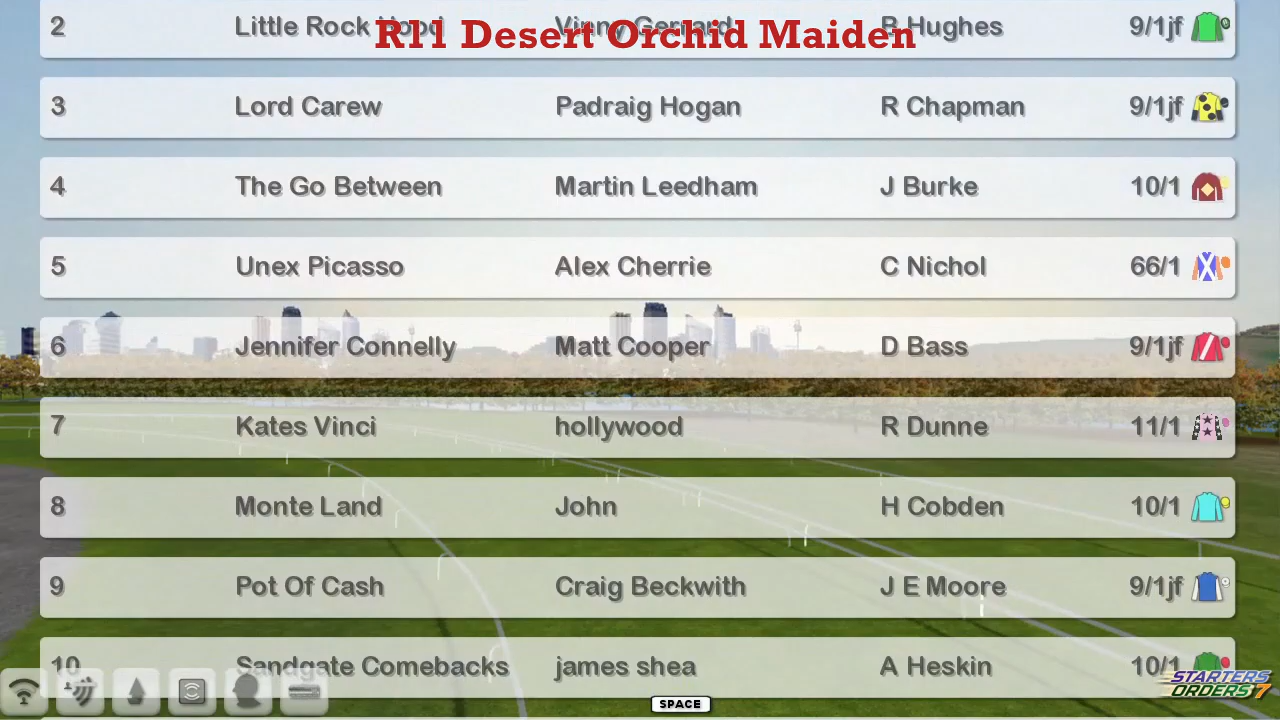 R11 Desert Orchid Maiden
2 Little Rock Hood Vinny Gerrard B Hughes 9/1jf
3 Lord Carew Padraig Hogan R Chapman 9/1jf
4 The Go Between Martin Leedham J Burke 10/1
5 Unex Picasso Alex Cherrie C Nichol 66/1
6 Jennifer Connelly Matt Cooper D Bass 9/1jf
7 Kates Vinci hollywood R Dunne 11/1
8 Monte Land John H Cobden 10/1
9 Pot Of Cash Craig Beckwith J E Moore 9/1jf
10 Sandgate Comebacks james shea A Heskin 10/1
STARTERS
ORDERS 7
SPACE